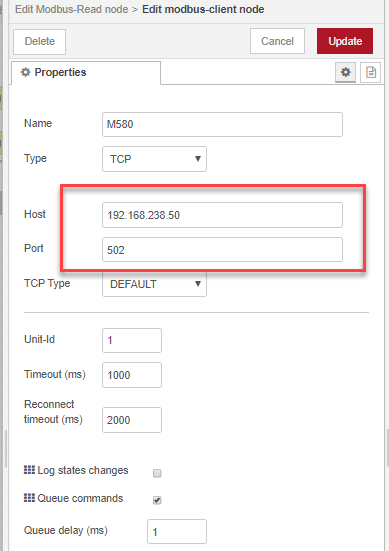 Edit Modbus-Read node > Edit modbus-client node
Delete
Cancel
Update
Properties
Name
M580
Type
TCP
Host
192.168.238.50
Port
502
TCP Type
DEFAULT
Unit-Id
1
Timeout (ms)
1000
Reconnect
timeout (ms)
2000
Log states changes
Queue commands
Queue delay (ms)
1